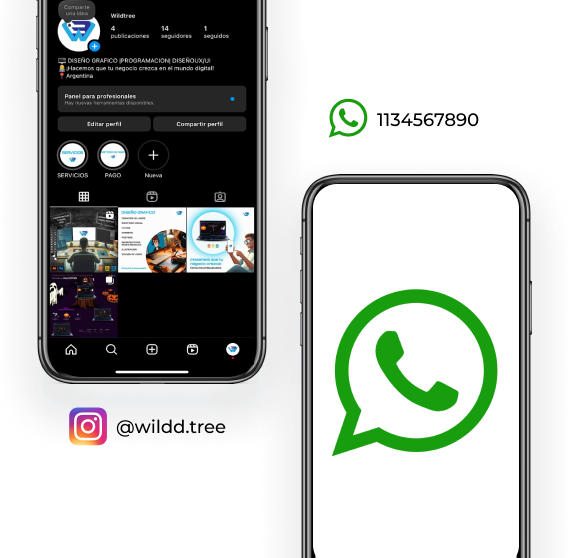 Comparte
una idea
Wildtree
4 14 1
publicaciones seguidores seguidos
DISEÑO GRAFICO |PROGRAMACION| DISEÑOUX/UI
¡Hacemos que tu negocio crezca en el mundo digital!
Argentina
Panel para profesionales
Hay nuevas herramientas disponibles.
Editar perfil Compartir perfil
SERVICIOS
SERVICIOS PAGO Nueva
DISEÑO GRAFICO
1134567890
@wildd.tree